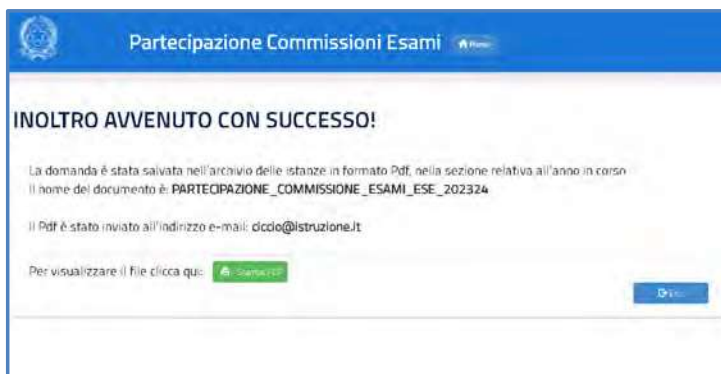 Partecipazione Commissioni Esami Home
INOLTRO AVVENUTO CON SUCCESSO!
La domanda è stata salvata nell'archivio delle istanze in formato Pdf, nella sezione relativa all'anno in corso
Il nome del documento è: PARTECIPAZIONE_COMMISSIONE_ESAMI_ESE_202324
Il Pdf è stato inviato all'indirizzo e-mail: ciccio@istruzione.it
Per visualizzare il file clicca qui: